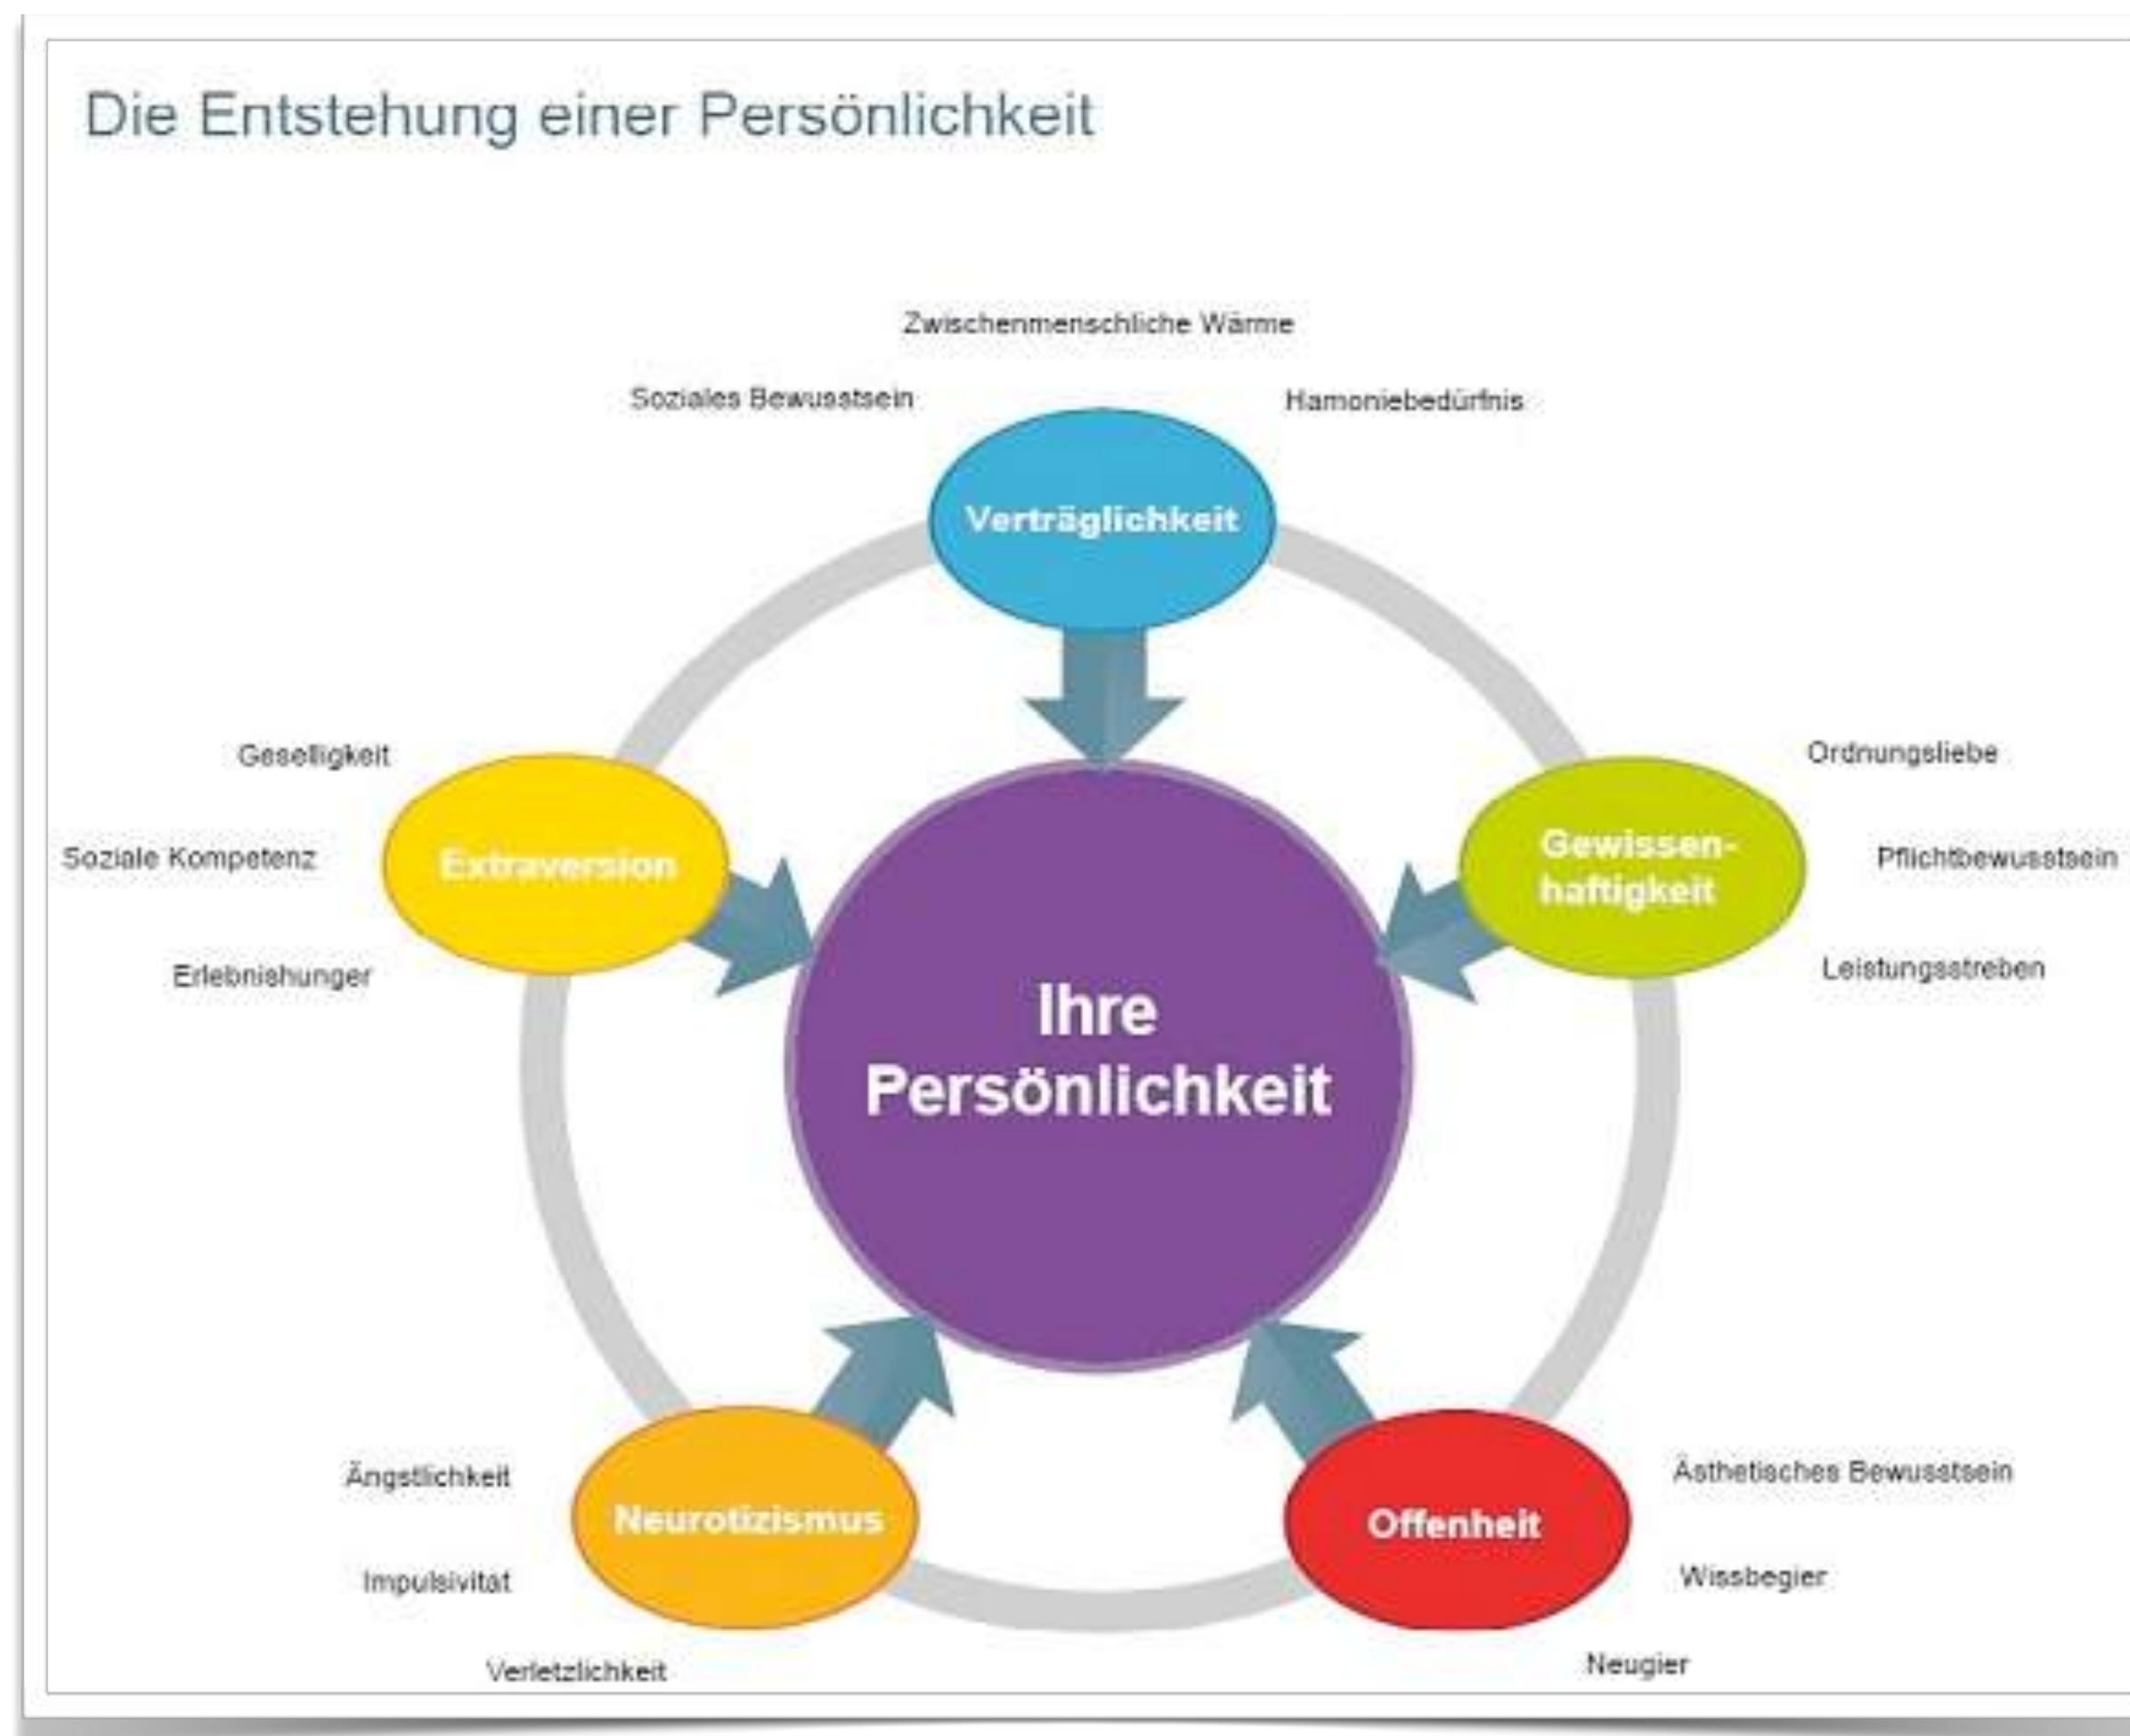 Die Entstehung einer Persönlichkeit
Zwischenmenschliche Wärme
Soziales Bewusstsein
Hamoniebedürfnis
Verträglichkeit
Geselligkeit
Ordnungsliebe
Extraversion
Gewissen-
haftigkeit
Soziale Kompetenz
Pflichtbewusstsein
Erlebnishunger
Leistungsstreben
Ihre
Persönlichkeit
Ängstlichkeit
Ästhetisches Bewusstsein
Neurotizismus
Offenheit
Impulsivität
Wissbegier
Verletzlichkeit
Neugier